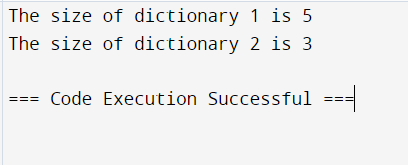 The size of dictionary 1 is 5
The size of dictionary 2 is 3
=== Code Execution Successful ===